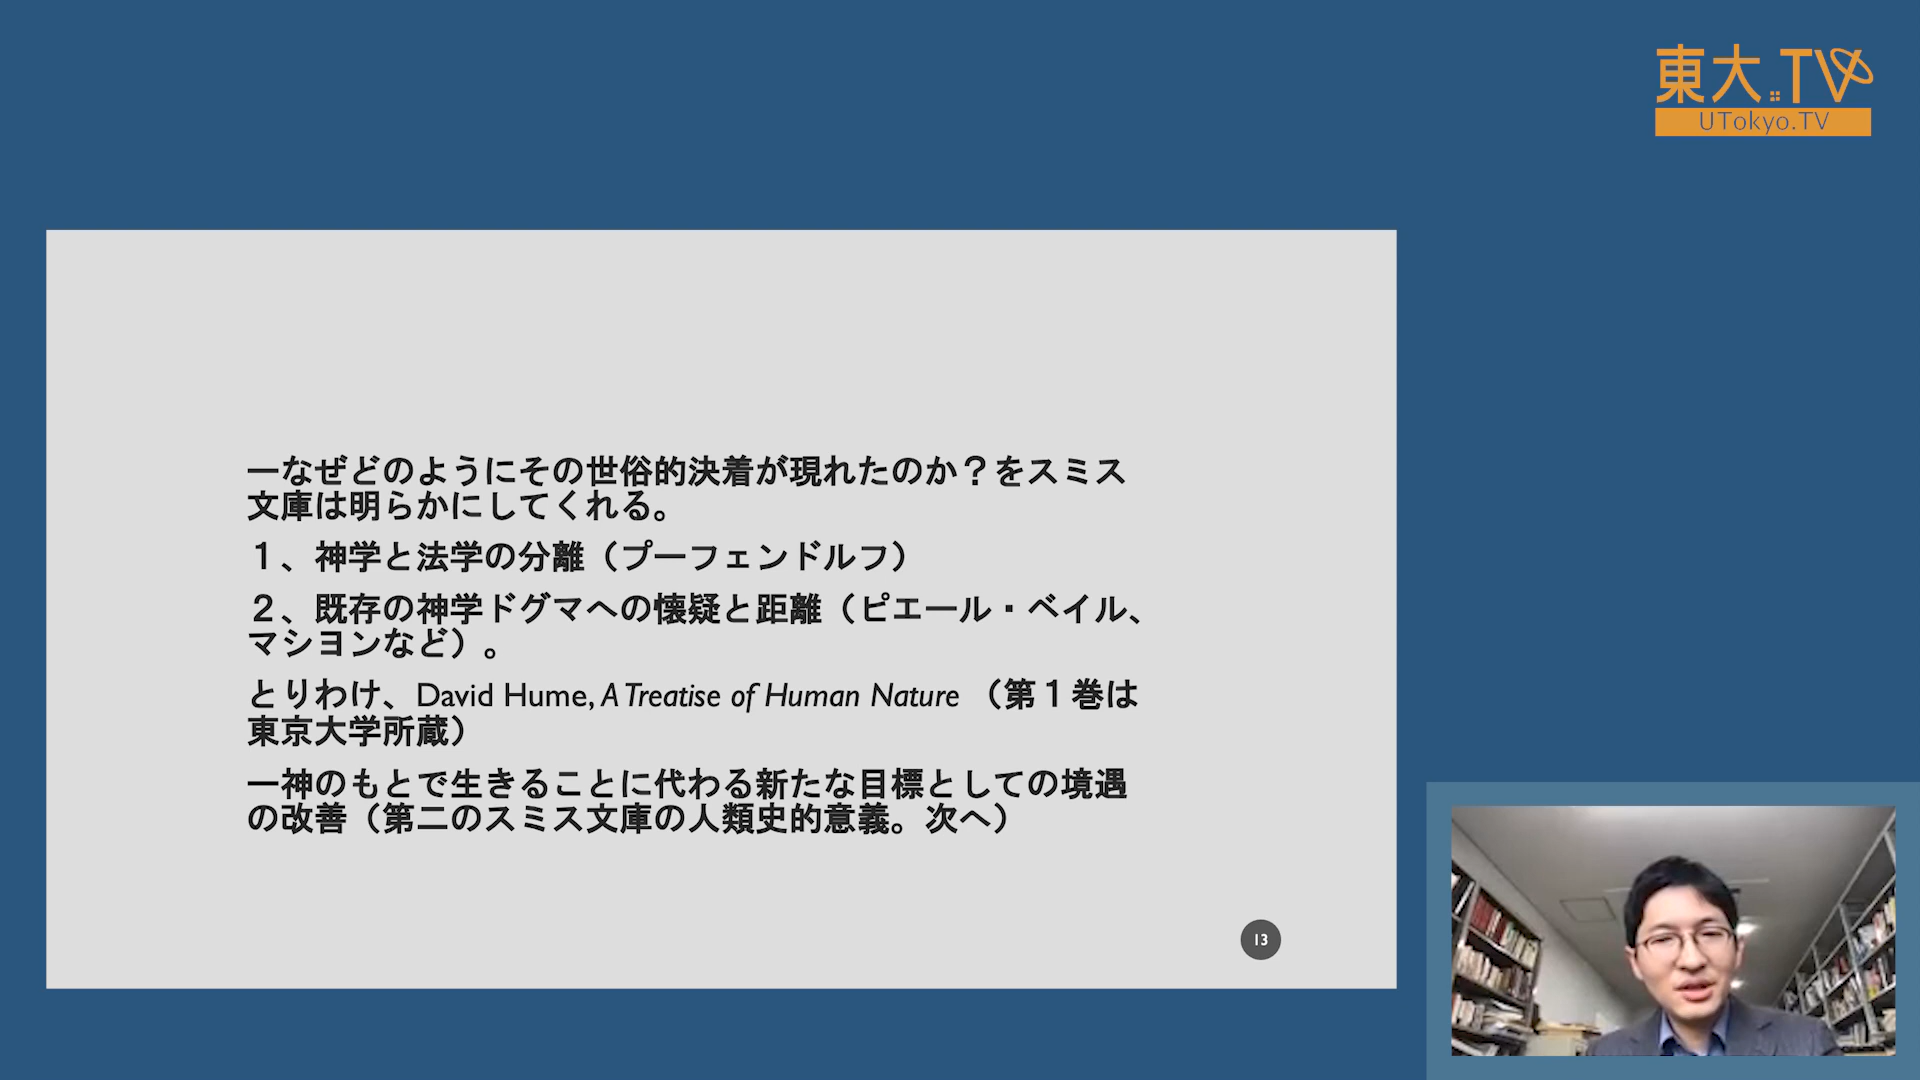 東大TV
UTokyo.TV
ーなぜどのようにその世俗的決着が現れたのか？をスミス
文庫は明らかにしてくれる。
１、神学と法学の分離（プーフェンドルフ）
２、既存の神学ドグマへの懐疑と距離（ピエール・ベイル、
マシヨンなど）。
とりわけ、David Hume, A Treatise of Human Nature （第１巻は
東京大学所蔵）
ー神のもとで生きることに代わる新たな目標としての境遇
の改善（第二のスミス文庫の人類史的意義。次へ）
13